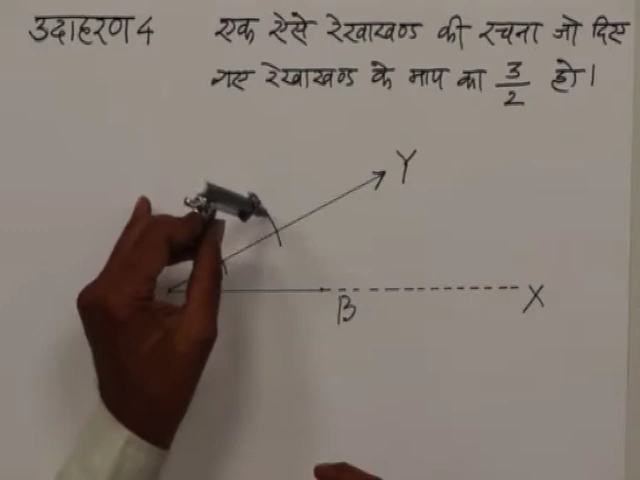 उदाहरण 4 एक ऐसे रेखाखण्ड की रचना जो दिए
गए रेखाखण्ड के माप का 3/2 हो।
Y
B
X